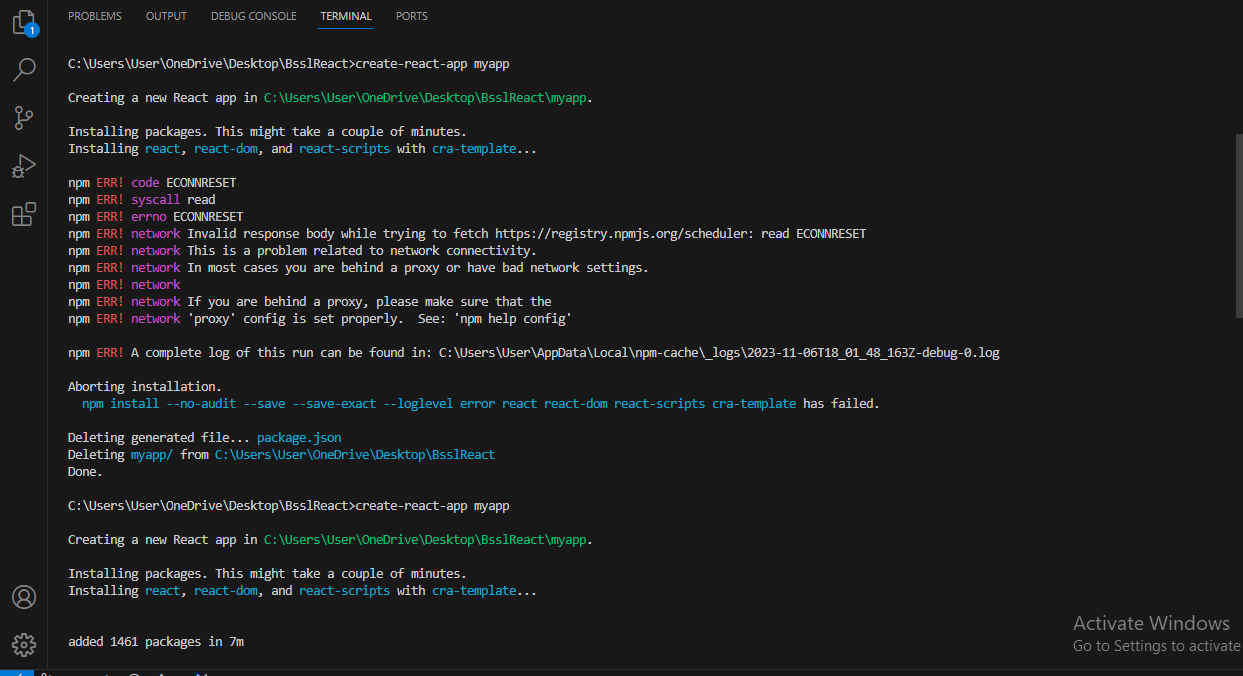 PROBLEMS OUTPUT DEBUG CONSOLE TERMINAL PORTS
1
C:\Users\User\OneDrive\Desktop\BsslReact>create-react-app myapp
Creating a new React app in C:\Users\User\OneDrive\Desktop\BsslReact\myapp.
Installing packages. This might take a couple of minutes.
Installing react, react-dom, and react-scripts with cra-template...
npm ERR! code ECONNRESET
npm ERR! syscall read
npm ERR! errno ECONNRESET
npm ERR! network Invalid response body while trying to fetch https://registry.npmjs.org/scheduler: read ECONNRESET
npm ERR! network This is a problem related to network connectivity.
npm ERR! network In most cases you are behind a proxy or have bad network settings.
npm ERR! network
npm ERR! network If you are behind a proxy, please make sure that the
npm ERR! network 'proxy' config is set properly.  See: 'npm help config'
npm ERR! A complete log of this run can be found in: C:\Users\User\AppData\Local\npm-cache\_logs\2023-11-06T18_01_48_163Z-debug-0.log
Aborting installation.
npm install --no-audit --save --save-exact --loglevel error react react-dom react-scripts cra-template has failed.
Deleting generated file... package.json
Deleting myapp/ from C:\Users\User\OneDrive\Desktop\BsslReact
Done.
C:\Users\User\OneDrive\Desktop\BsslReact>create-react-app myapp
Creating a new React app in C:\Users\User\OneDrive\Desktop\BsslReact\myapp.
Installing packages. This might take a couple of minutes.
Installing react, react-dom, and react-scripts with cra-template...
added 1461 packages in 7m
Activate Windows
Go to Settings to activate